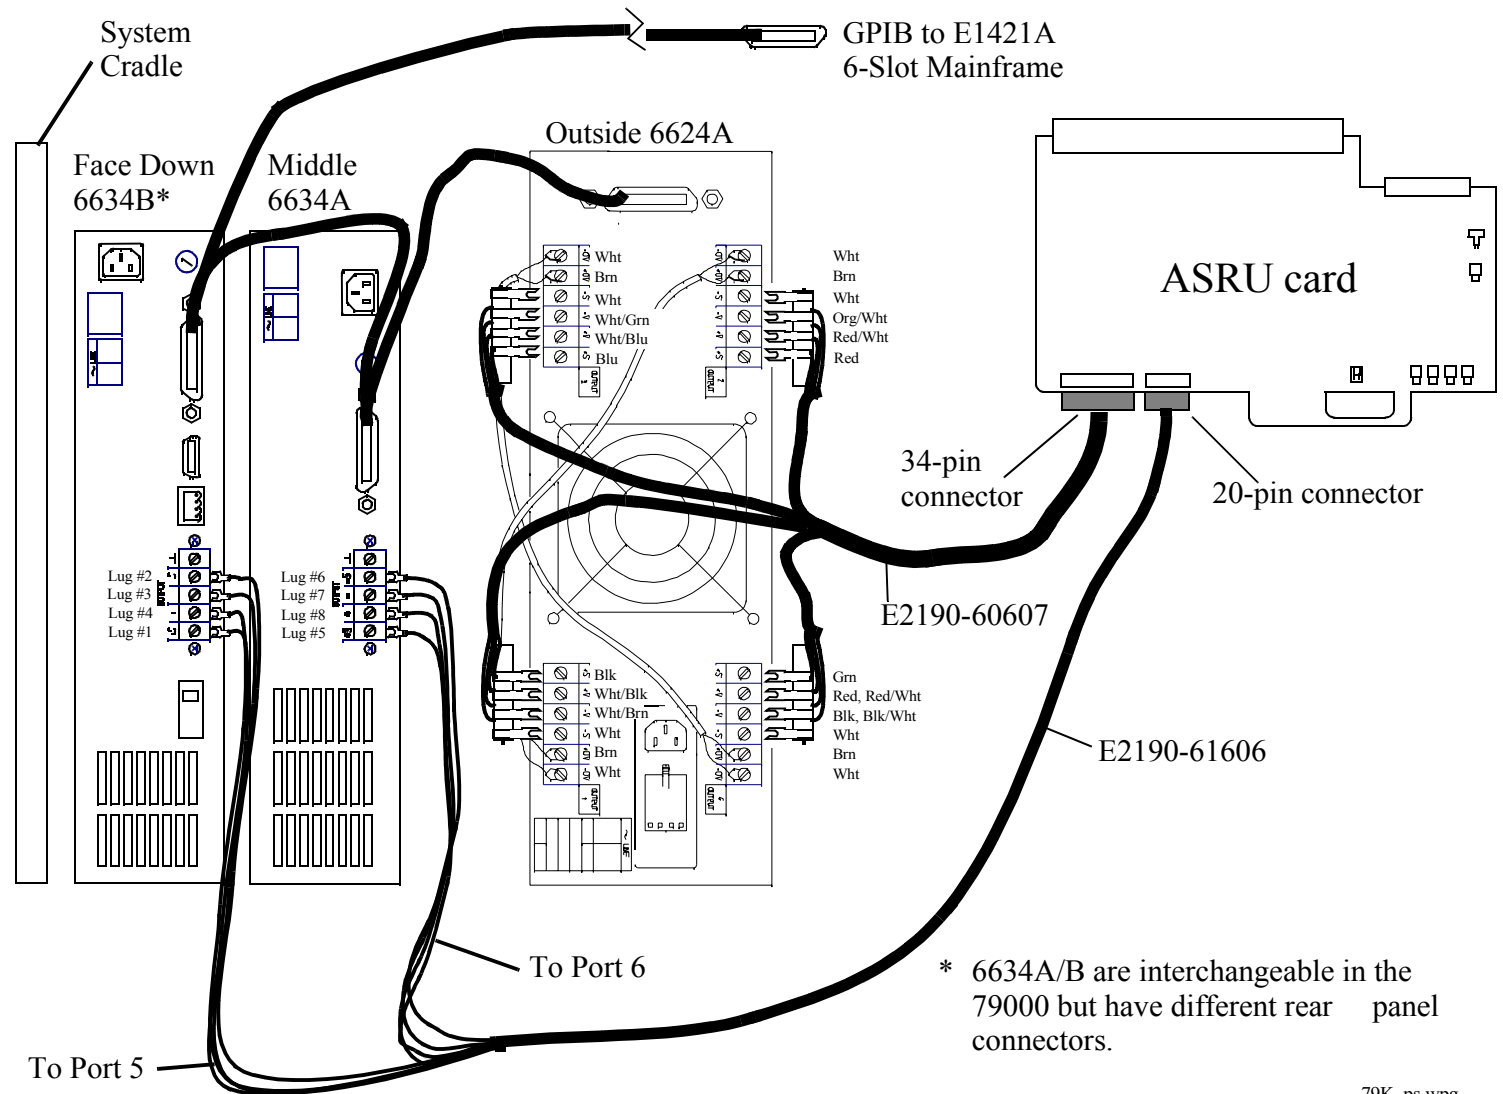 System
Cradle
GPIB to E1421A
6-Slot Mainframe
Outside 6624A
Face Down
6634B*
Middle
6634A
ASRU card
Wht
Brn
Wht
Wht/Grn
Wht/Blu
Blu
Wht
Brn
Wht
Org/Wht
Red/Wht
Red
34-pin
connector
20-pin connector
Lug #2
Lug #3
Lug #4
Lug #1
Lug #6
Lug #7
Lug #8
Lug #5
E2190-60607
Blk
Wht/Blk
Wht/Brn
Wht
Brn
Wht
Grn
Red, Red/Wht
Blk, Blk/Wht
Wht
Brn
Wht
E2190-61606
To Port 6
To Port 5
* 6634A/B are interchangeable in the
79000 but have different rear panel
connectors.